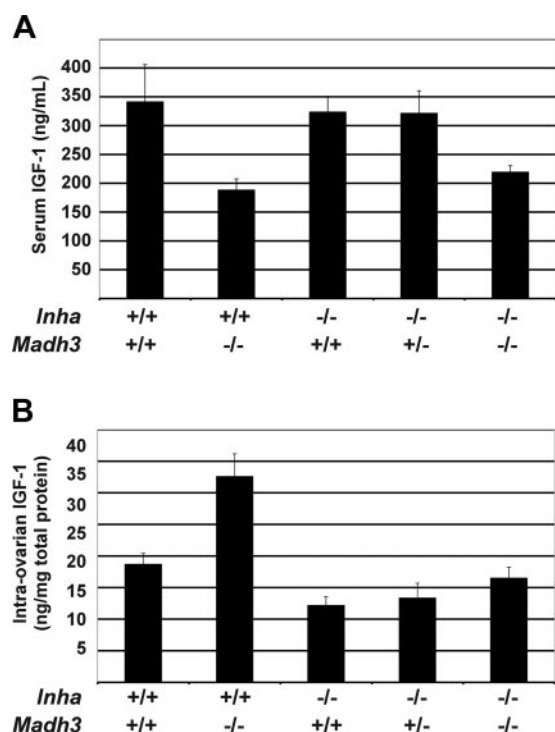 A
Serum IGF-1 (ng/mL)
400
350
300
250
200
150
300
50
Inha +/+ +/+ -/- -/- -/-
Madh3 +/+ -/- +/+ +/- -/-
B
Intra-ovarian IGF-1
(ng/mg total protein)
40
35
30
25
20
15
10
5
Inha +/+ +/+ -/- -/- -/-
Madh3 +/+ -/- +/+ +/- -/-